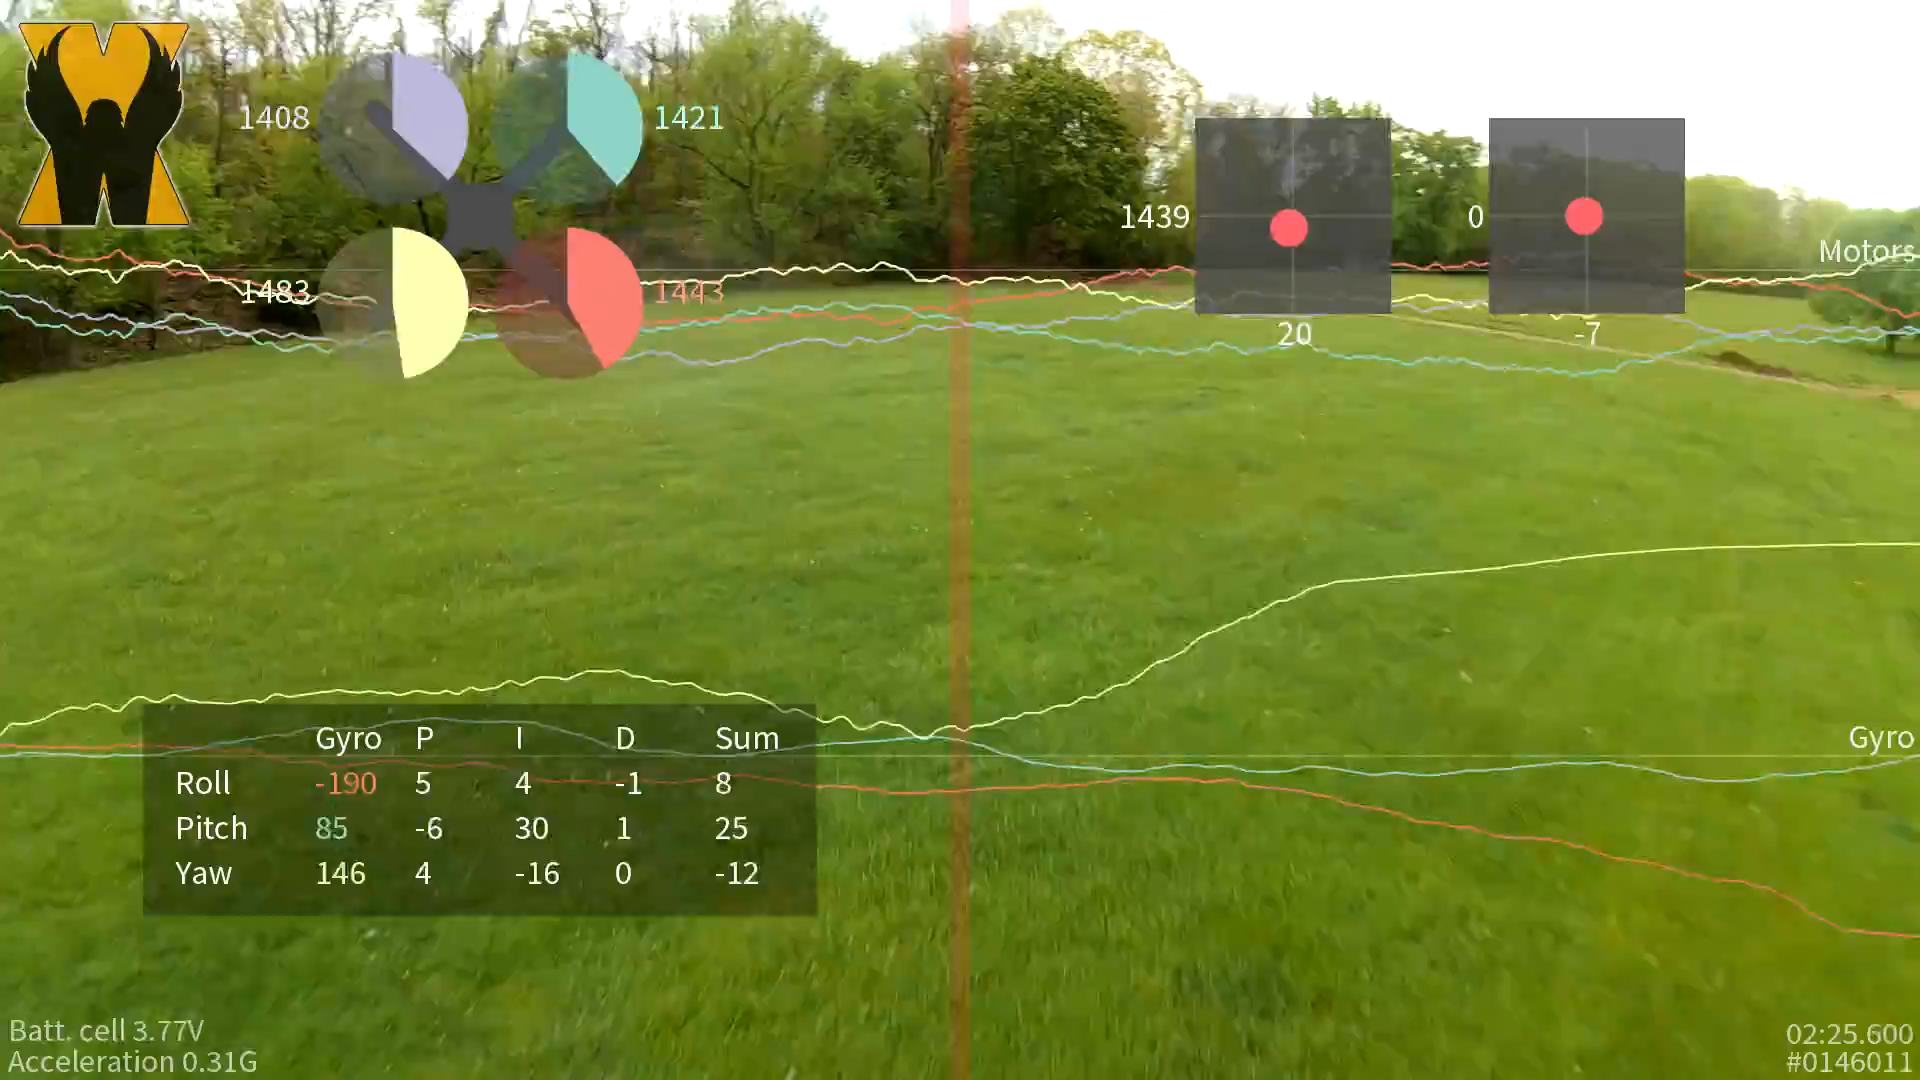 1408
1421
1439
0
Motors
1483
1443
20
-7
Gyro P I D Sum
Gyro
Roll -190 5 4 -1 8
Pitch 85 -6 30 1 25
Yaw 146 4 -16 0 -12
Batt. cell 3.77V
02:25.600
Acceleration 0.31G
#0146011